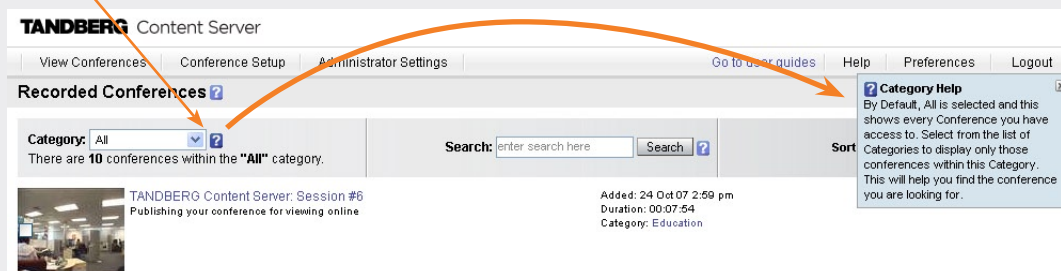 TANDBERG Content Server
View Conferences Conference Setup Administrator Settings Go to user guides Help Preferences Logout
Recorded Conferences ?
Category: All ?
There are 10 conferences within the "All" category.
Search: enter search here Search ?
Sort
? Category Help x
By Default, All is selected and this
shows every Conference you have
access to. Select from the list of
Categories to display only those
conferences within this Category.
This will help you find the conference
you are looking for.
TANDBERG Content Server: Session #6
Publishing your conference for viewing online
Added: 24 Oct 07 2:59 pm
Duration: 00:07:54
Category: Education